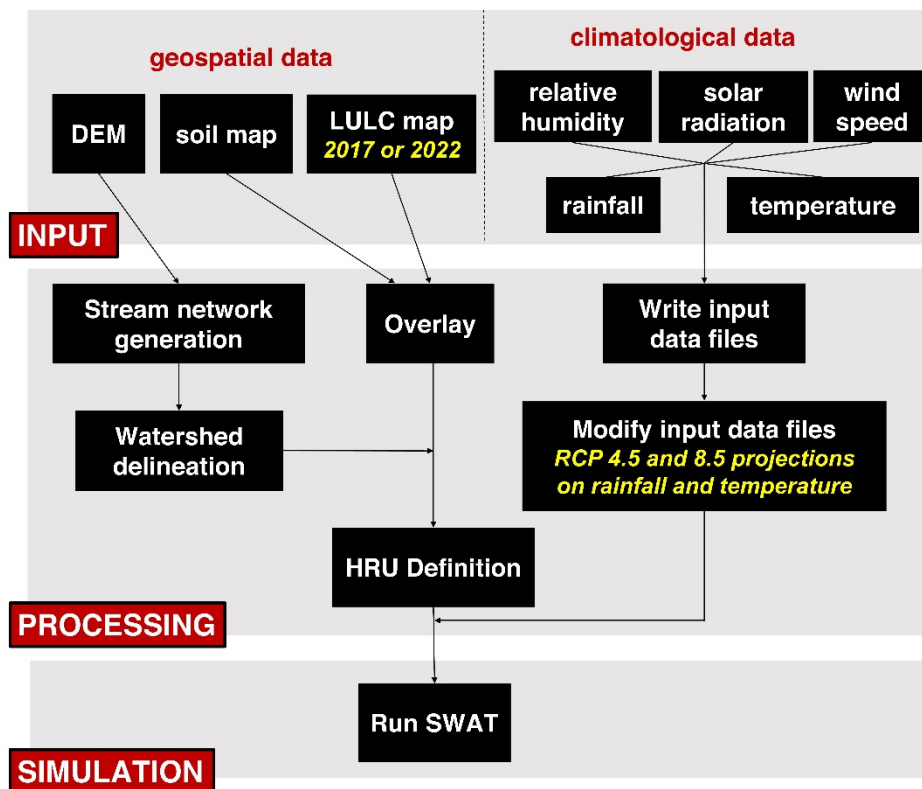 geospatial data
climatological data
DEM
soil map
LULC map
2017 or 2022
relative
humidity
solar
radiation
wind
speed
rainfall
temperature
INPUT
Stream network
generation
Overlay
Write input
data files
Watershed
delineation
Modify input data files
RCP 4.5 and 8.5 projections
on rainfall and temperature
HRU Definition
PROCESSING
Run SWAT
SIMULATION